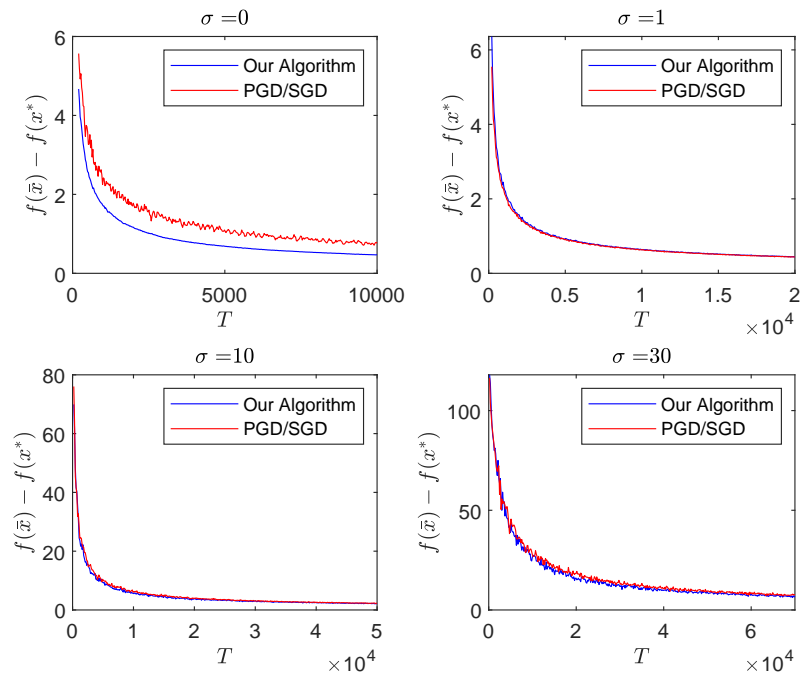 σ =0
6
4
2
0
0
5000
10000
f(x̄) − f(x*)
T
Our Algorithm
PGD/SGD
σ =1
6
4
2
0
0
0.5
1
1.5
2
×10⁴
f(x̄) − f(x*)
T
Our Algorithm
PGD/SGD
σ =10
80
60
40
20
0
0
1
2
3
4
5
×10⁴
f(x̄) − f(x*)
T
Our Algorithm
PGD/SGD
σ =30
100
50
0
0
2
4
6
×10⁴
f(x̄) − f(x*)
T
Our Algorithm
PGD/SGD